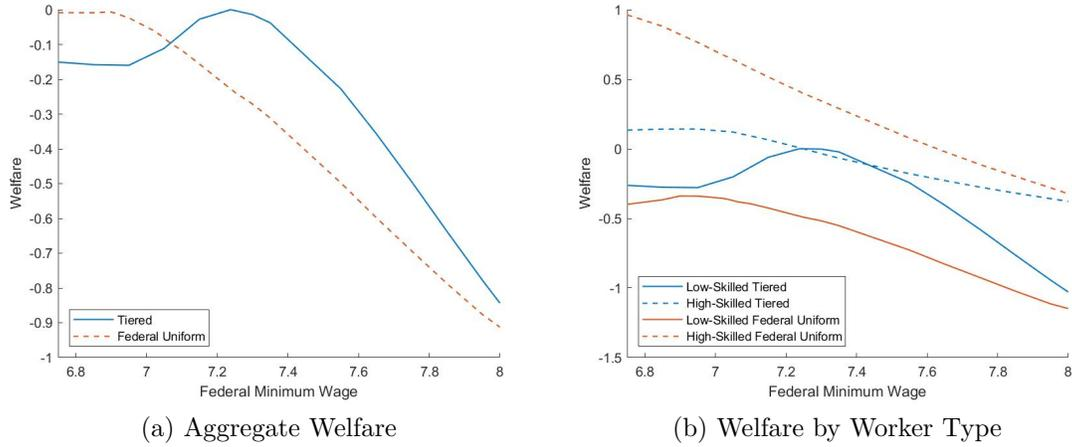 0
-0.1
-0.2
-0.3
-0.4
-0.5
-0.6
-0.7
-0.8
-0.9
-1
Welfare
Tiered
Federal Uniform
6.8 7 7.2 7.4 7.6 7.8 8
Federal Minimum Wage
(a) Aggregate Welfare
1
0.5
0
-0.5
-1
-1.5
Welfare
Low-Skilled Tiered
High-Skilled Tiered
Low-Skilled Federal Uniform
High-Skilled Federal Uniform
6.8 7 7.2 7.4 7.6 7.8 8
Federal Minimum Wage
(b) Welfare by Worker Type